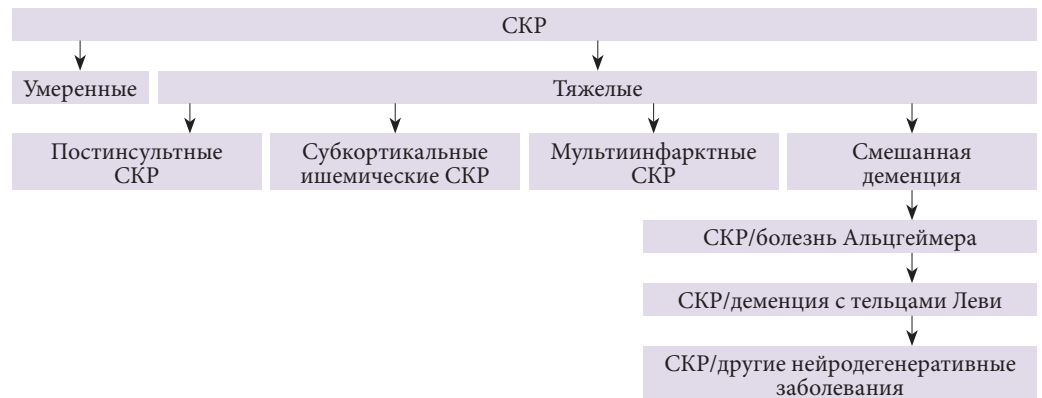 СКР
Умеренные
Тяжелые
Постинсультные
СКР
Субкортикальные
ишемические СКР
Мультиинфарктные
СКР
Смешанная
деменция
СКР/болезнь Альцгеймера
СКР/деменция с тельцами Леви
СКР/другие нейродегенеративные
заболевания